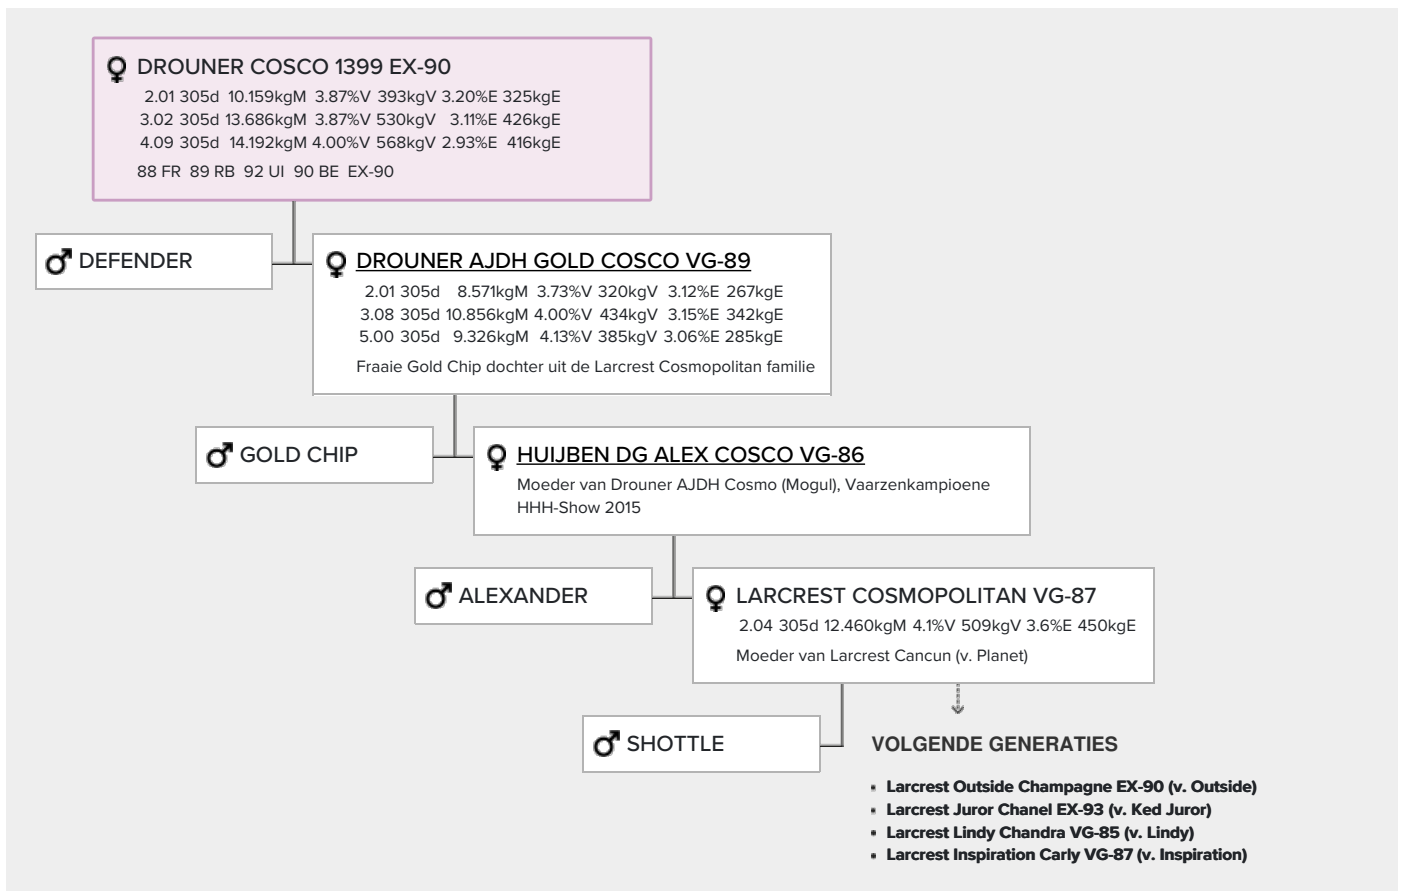 DROUNER COSCO 1399 EX-90
2.01 305d 10.159kgM 3.87%V 393kgV 3.20%E 325kgE
3.02 305d 13.686kgM 3.87%V 530kgV 3.11%E 426kgE
4.09 305d 14.192kgM 4.00%V 568kgV 2.93%E 416kgE
88 FR 89 RB 92 UI 90 BE EX-90
DEFENDER
DROUNER AJDH GOLD COSCO VG-89
2.01 305d 8.571kgM 3.73%V 320kgV 3.12%E 267kgE
3.08 305d 10.856kgM 4.00%V 434kgV 3.15%E 342kgE
5.00 305d 9.326kgM 4.13%V 385kgV 3.06%E 285kgE
Fraaie Gold Chip dochter uit de Larcrest Cosmopolitan familie
GOLD CHIP
HUIJBEN DG ALEX COSCO VG-86
Moeder van Drouner AJDH Cosmo (Mogul), Vaarzenkampioene
HHH-Show 2015
ALEXANDER
LARCREST COSMOPOLITAN VG-87
2.04 305d 12.460kgM 4.1%V 509kgV 3.6%E 450kgE
Moeder van Larcrest Cancun (v. Planet)
SHOTTLE
VOLGENDE GENERATIES
▪ Larcrest Outside Champagne EX-90 (v. Outside)
▪ Larcrest Juror Chanel EX-93 (v. Ked Juror)
▪ Larcrest Lindy Chandra VG-85 (v. Lindy)
▪ Larcrest Inspiration Carly VG-87 (v. Inspiration)